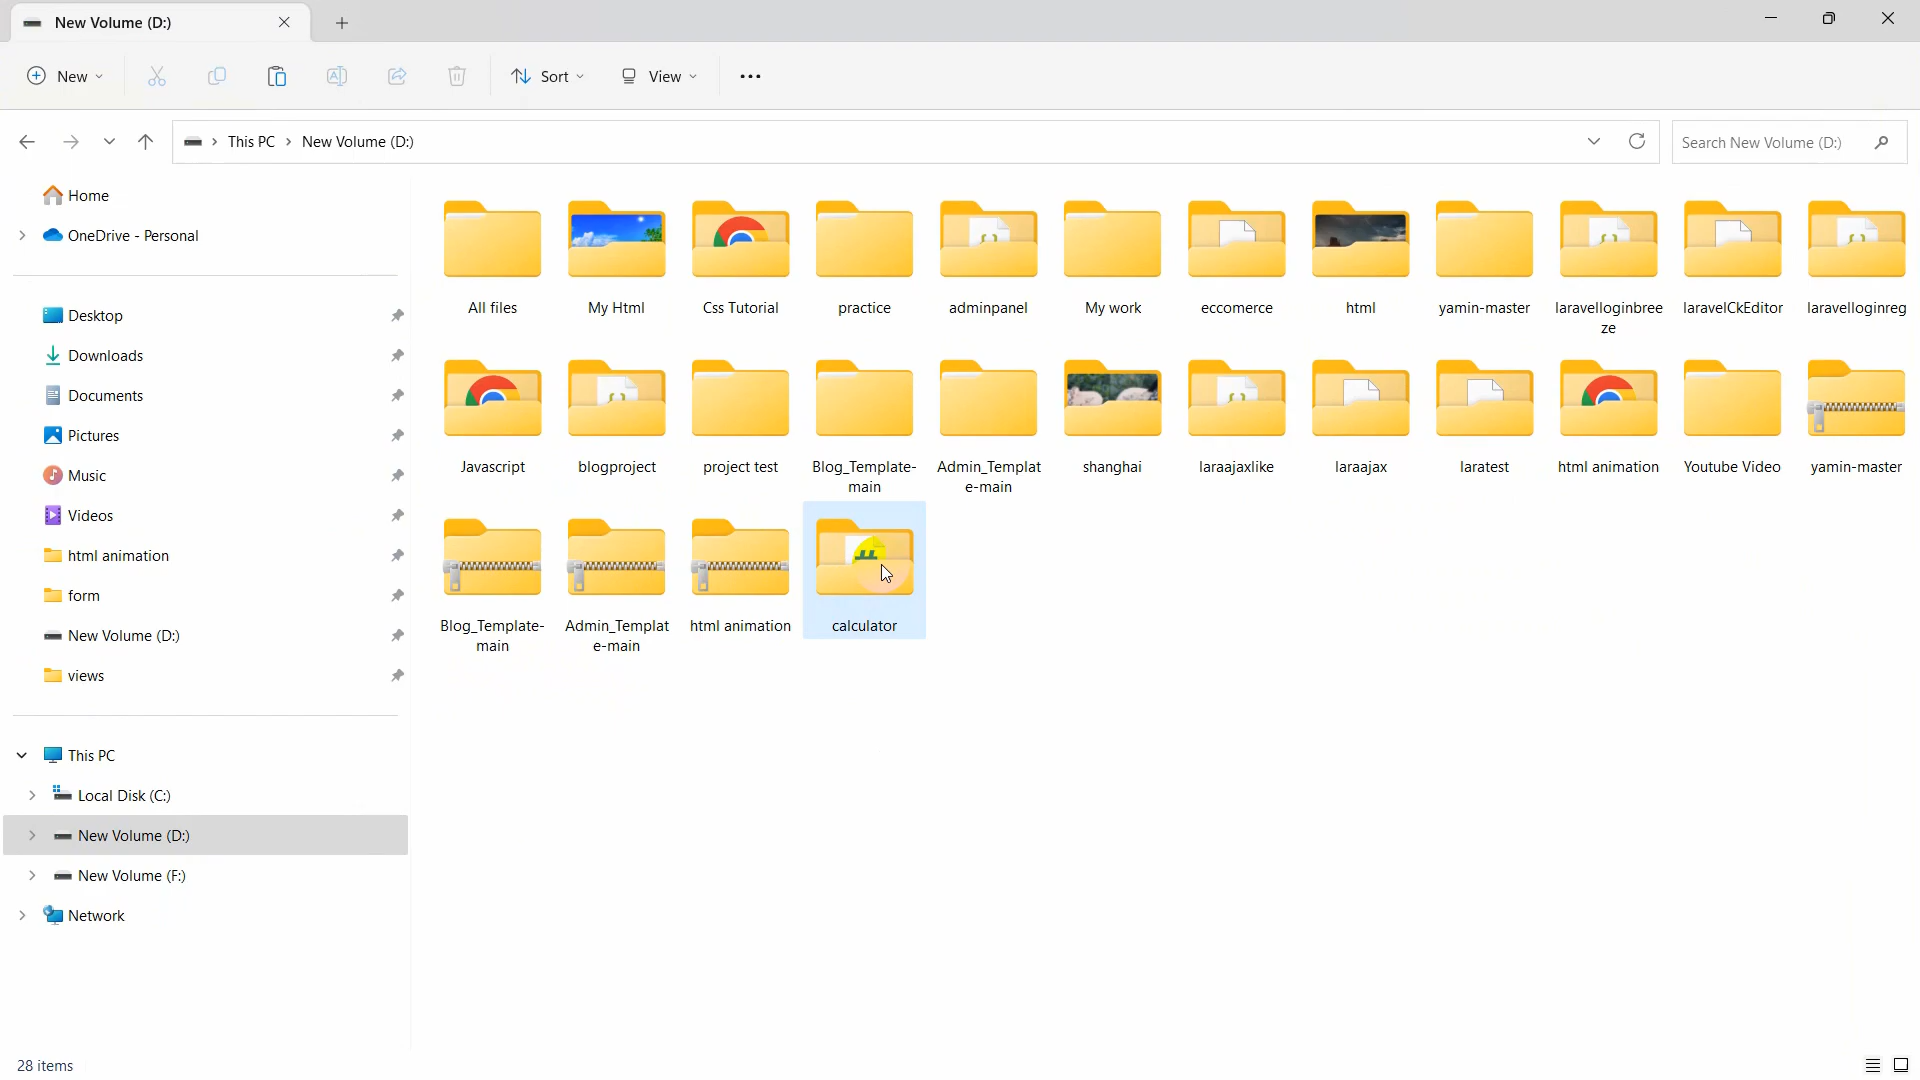 New Volume (D:)
New
Sort
View
This PC
New Volume (D:)
Search New Volume (D:)
Home
OneDrive - Personal
Desktop
Downloads
Documents
Pictures
Music
Videos
html animation
form
New Volume (D:)
views
This PC
Local Disk (C:)
New Volume (D:)
New Volume (F:)
Network
All files
My Html
Css Tutorial
practice
adminpanel
My work
eccomerce
html
yamin-master
laravelloginbree
ze
laravelCkEditor
laravelloginreg
Javascript
blogproject
project test
Blog_Template-
main
Admin_Templat
e-main
shanghai
laraajaxlike
laraajax
laratest
html animation
Youtube Video
yamin-master
Blog_Template-
main
Admin_Templat
e-main
html animation
calculator
28 items